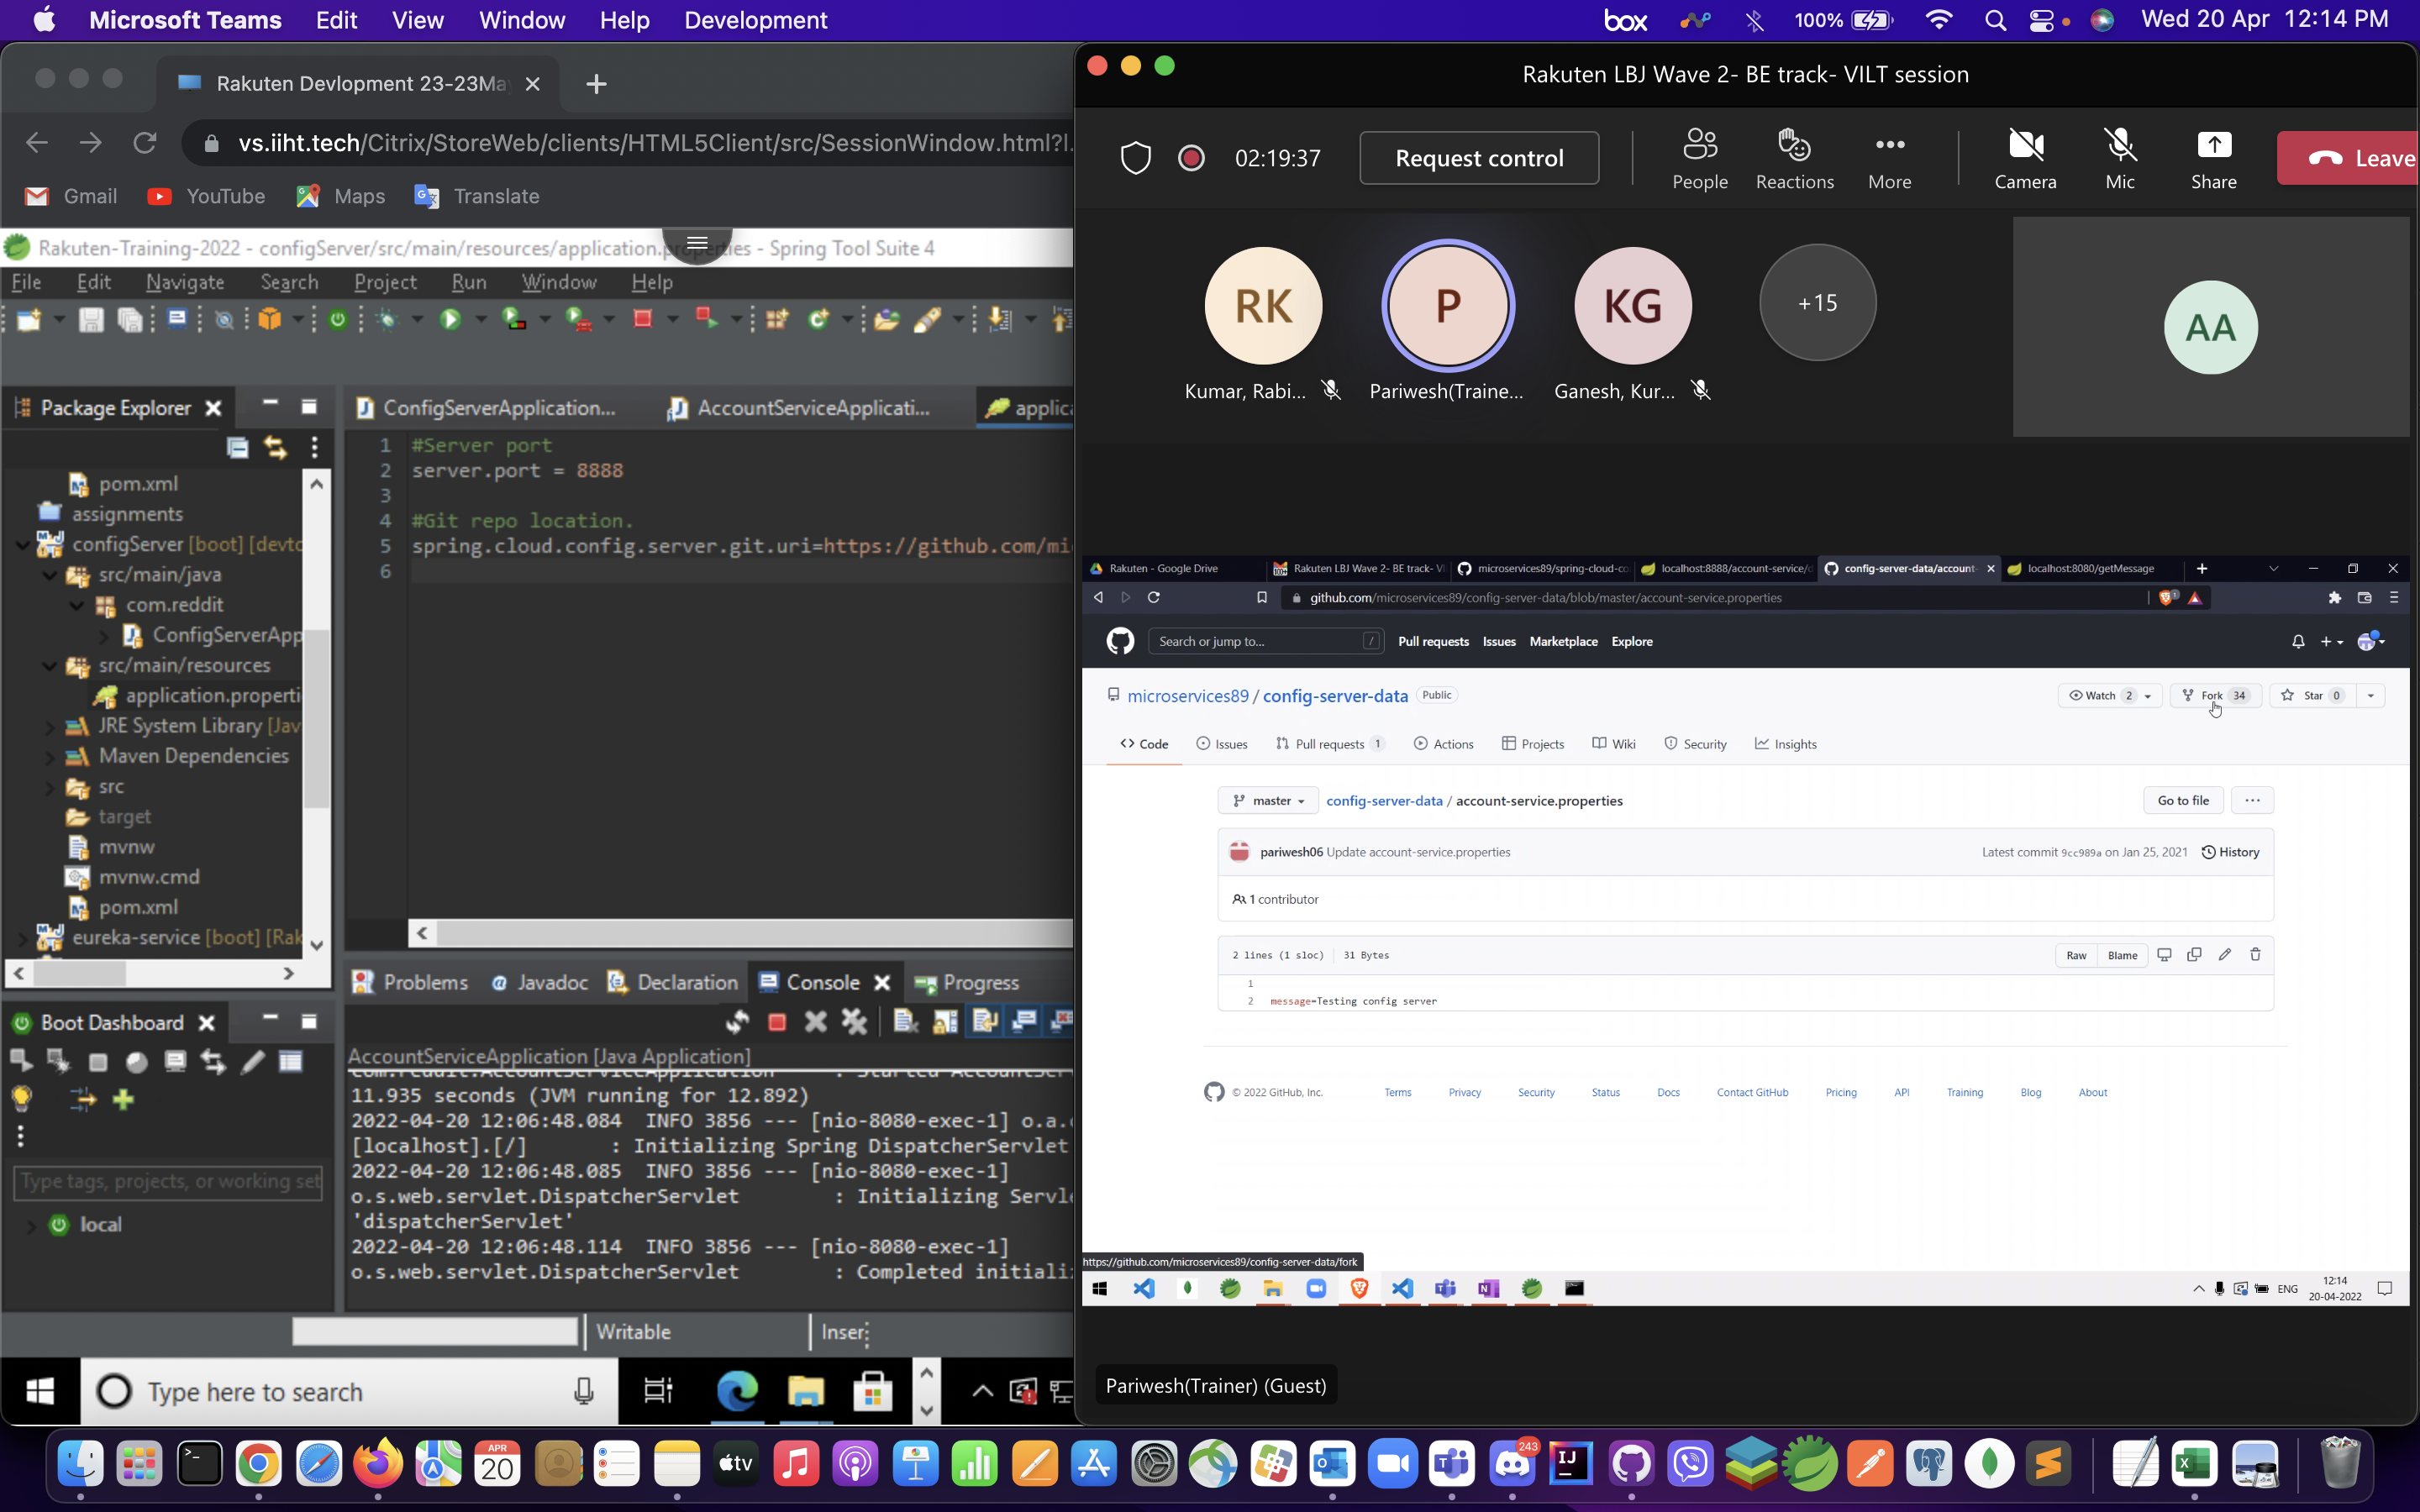 Microsoft Teams Edit View Window Help Development
box 100% Wed 20 Apr 12:14 PM
Rakuten Devlopment 23-23Ma
vs.iiht.tech/Citrix/StoreWeb/clients/HTML5Client/src/SessionWindow.html?l.
Gmail YouTube Maps Translate
Rakuten-Training-2022 - configServer/src/main/resources/application.properties - Spring Tool Suite 4
File Edit Navigate Search Project Run Window Help
Package Explorer
pom.xml
assignments
configServer [boot] [devto
src/main/java
com.reddit
ConfigServerApp
src/main/resources
application.properti
JRE System Library [Jav
Maven Dependencies
src
target
mvnw
mvnw.cmd
pom.xml
eureka-service [boot] [Rak
ConfigServerApplication... AccountServiceApplicati... applica
1 #Server port
2 server.port = 8888
3
4 #Git repo location.
5 spring.cloud.config.server.git.uri=https://github.com/mi
6
Boot Dashboard
Type tags, projects, or working set
local
Problems Javadoc Declaration Console Progress
AccountServiceApplication [Java Application]
com.reddit.AccountServiceApplication : Started AccountSer
11.935 seconds (JVM running for 12.892)
2022-04-20 12:06:48.084 INFO 3856 --- [nio-8080-exec-1] o.a.c
[localhost].[/] : Initializing Spring DispatcherServlet
2022-04-20 12:06:48.085 INFO 3856 --- [nio-8080-exec-1]
o.s.web.servlet.DispatcherServlet : Initializing Servle
'dispatcherServlet'
2022-04-20 12:06:48.114 INFO 3856 --- [nio-8080-exec-1]
o.s.web.servlet.DispatcherServlet : Completed initializ
Writable Inser
Type here to search
Rakuten LBJ Wave 2- BE track- VILT session
02:19:37 Request control People Reactions More Camera Mic Share Leave
RK P KG +15 AA
Kumar, Rabi... Pariwesh(Traine... Ganesh, Kur...
Rakuten - Google Drive Rakuten LBJ Wave 2- BE track- VI microservices89/spring-cloud-co localhost:8888/account-service/d config-server-data/account- localhost:8080/getMessage
github.com/microservices89/config-server-data/blob/master/account-service.properties
Search or jump to... / Pull requests Issues Marketplace Explore
microservices89 / config-server-data Public
Watch 2 Fork 34 Star 0
Code Issues Pull requests 1 Actions Projects Wiki Security Insights
master config-server-data / account-service.properties Go to file ...
pariwesh06 Update account-service.properties Latest commit 9cc989a on Jan 25, 2021 History
1 contributor
2 lines (1 sloc) 31 Bytes Raw Blame
1
2 message=Testing config server
© 2022 GitHub, Inc. Terms Privacy Security Status Docs Contact GitHub Pricing API Training Blog About
https://github.com/microservices89/config-server-data/fork
ENG 12:14
20-04-2022
Pariwesh(Trainer) (Guest)
APR
20
tv
243
IJ